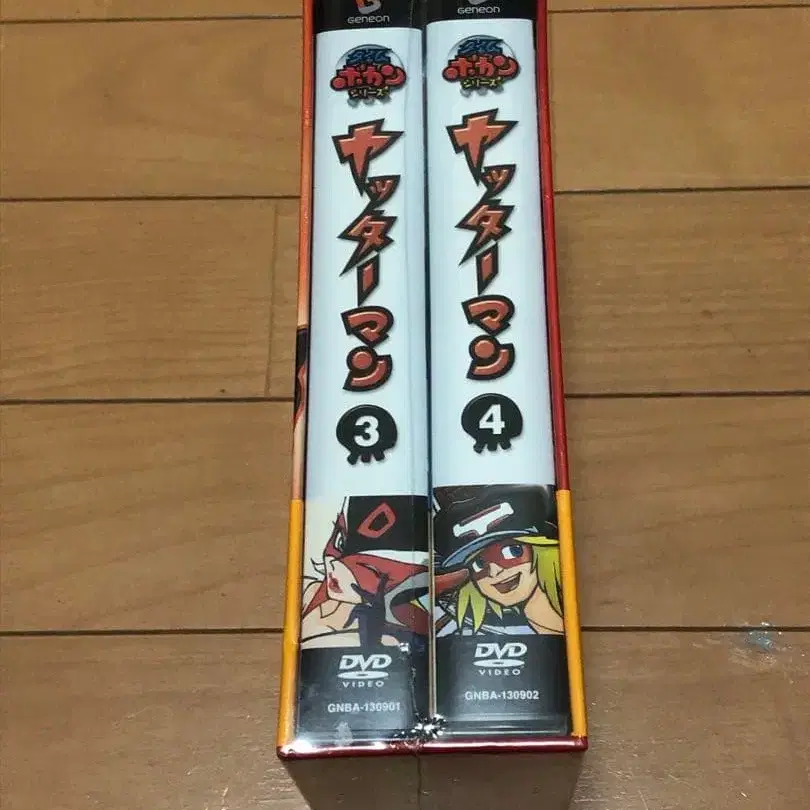 Geneon
タイム
ボカン
シリーズ
ヤッターマン
3
DVD
VIDEO
GNBA-130901
Geneon
タイム
ボカン
シリーズ
ヤッターマン
4
DVD
VIDEO
GNBA-130902